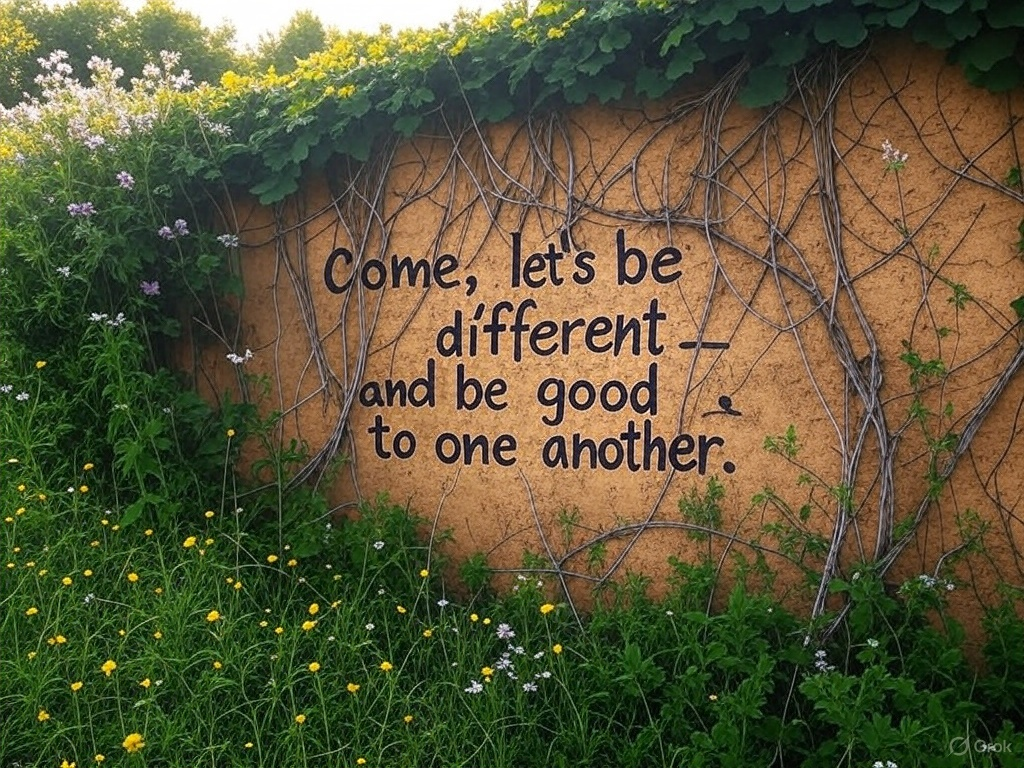 Come, let's be
different —
and be good
to one another.
Grok